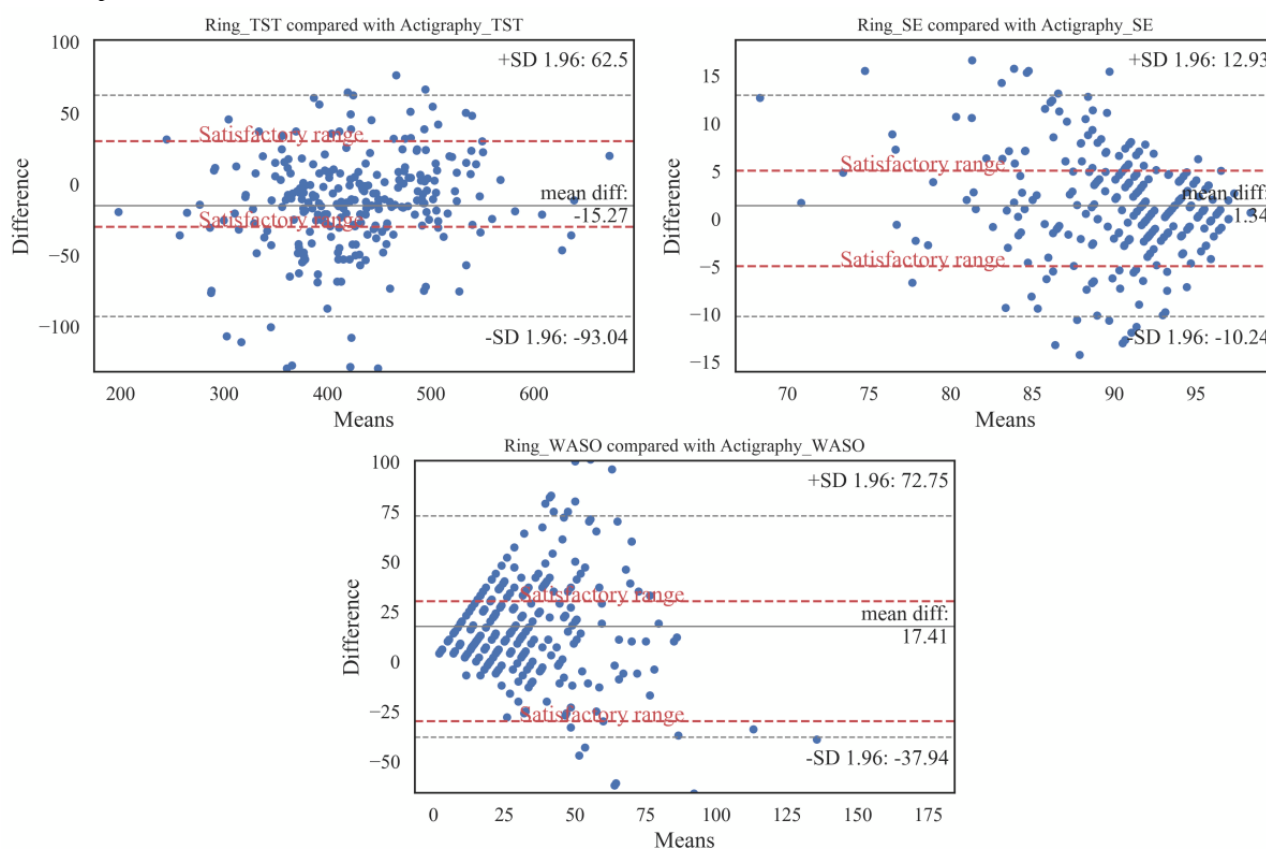 Ring_TST compared with Actigraphy_TST
100
50
0
−50
−100
Difference
+SD 1.96: 62.5
Satisfactory range
mean diff:
-15.27
Satisfactory range
-SD 1.96: -93.04
200 300 400 500 600
Means
Ring_SE compared with Actigraphy_SE
15
10
5
0
−5
−10
−15
Difference
+SD 1.96: 12.93
Satisfactory range
mean diff:
1.34
Satisfactory range
-SD 1.96: -10.24
70 75 80 85 90 95
Means
Ring_WASO compared with Actigraphy_WASO
100
75
50
25
0
−25
−50
Difference
+SD 1.96: 72.75
Satisfactory range
mean diff:
17.41
Satisfactory range
-SD 1.96: -37.94
0 25 50 75 100 125 150 175
Means